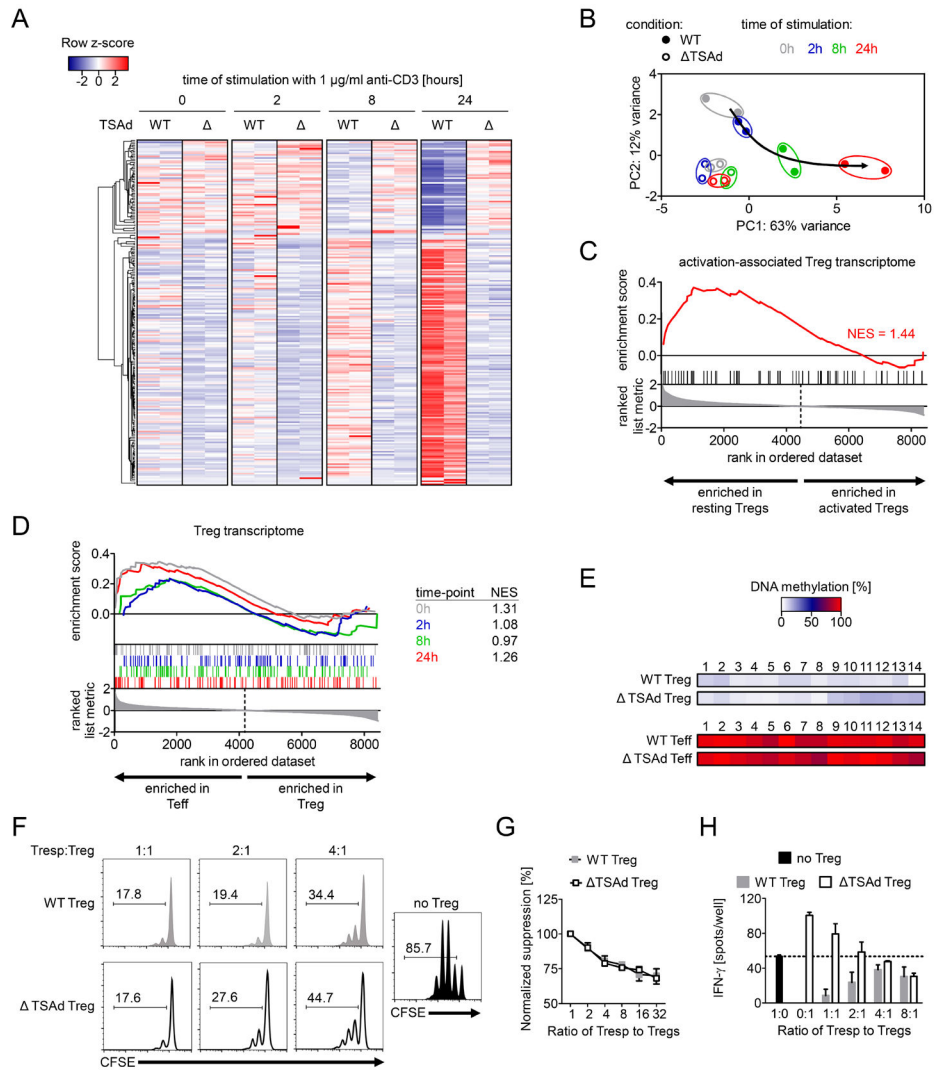 A
Row z-score
-2 0 2
time of stimulation with 1 µg/ml anti-CD3 [hours]
0 2 8 24
TSAd WT Δ WT Δ WT Δ WT Δ
B
condition: time of stimulation:
WT
ΔTSAd
0h 2h 8h 24h
PC2: 12% variance
4
2
0
-2
-5 0 5 10
PC1: 63% variance
C
activation-associated Treg transcriptome
enrichment score
0.4
0.2
0.0
NES = 1.44
ranked list metric
2
0
-2
0 2000 4000 6000 8000
rank in ordered dataset
enriched in resting Tregs
enriched in activated Tregs
D
Treg transcriptome
enrichment score
0.4
0.2
0.0
ranked list metric
2
0
-2
0 2000 4000 6000 8000
rank in ordered dataset
enriched in Teff
enriched in Treg
time-point NES
0h 1.31
2h 1.08
8h 0.97
24h 1.26
E
DNA methylation [%]
0 50 100
1 2 3 4 5 6 7 8 9 10 11 12 13 14
WT Treg
Δ TSAd Treg
1 2 3 4 5 6 7 8 9 10 11 12 13 14
WT Teff
Δ TSAd Teff
F
Tresp:Treg 1:1 2:1 4:1
WT Treg 17.8 19.4 34.4
no Treg
85.7
CFSE
Δ TSAd Treg 17.6 27.6 44.7
CFSE
G
WT Treg
ΔTSAd Treg
Normalized suppression [%]
125
100
75
50
1 2 4 8 16 32
Ratio of Tresp to Tregs
H
no Treg
WT Treg ΔTSAd Treg
IFN-γ [spots/well]
120
80
40
0
1:0 0:1 1:1 2:1 4:1 8:1
Ratio of Tresp to Tregs